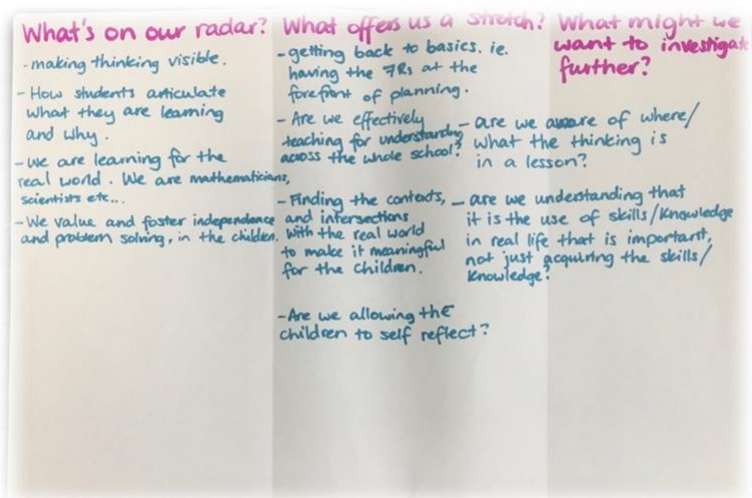 What's on our radar?
- making thinking visible.
- How students articulate
what they are learning
and why.
- we are learning for the
real world. We are mathematicians,
scientists etc...
- We value and foster independence
and problem solving, in the children.
What offers us a stretch?
- getting back to basics. ie.
having the 7Rs at the
forefront of planning.
- Are we effectively
teaching for understanding
across the whole school?
- Finding the contexts,
and intersections
with the real world
to make it meaningful
for the children.
- Are we allowing the
children to self reflect?
What might we
want to investigate
further?
- are we aware of where/
what the thinking is
in a lesson?
- are we understanding that
it is the use of skills/knowledge
in real life that is important,
not just acquiring the skills/
knowledge?